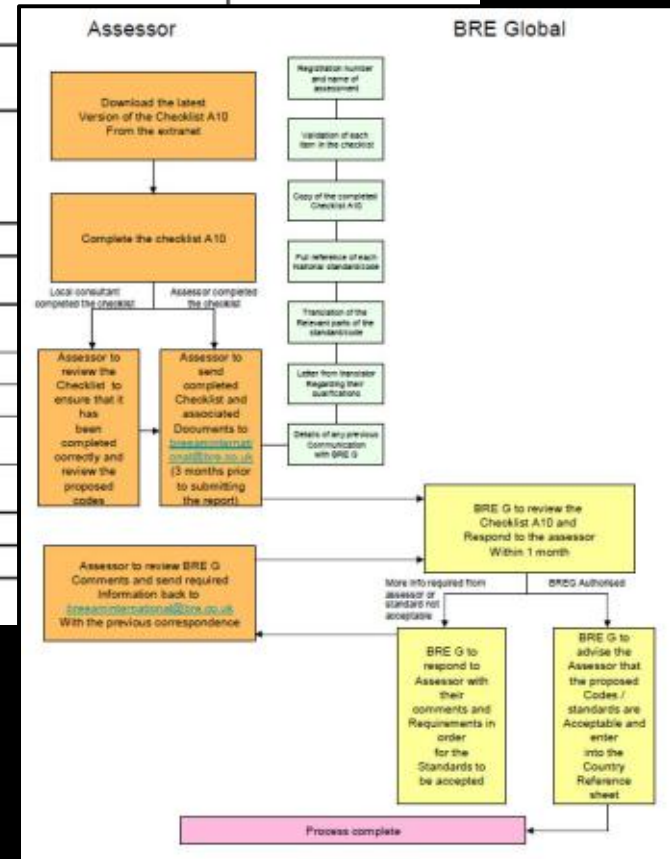 Assessor
BRE Global
Download the latest
Version of the Checklist A10
From the extranet
Complete the checklist A10
Local consultant
completed the checklist
Assessor completed
the checklist
Assessor to
review the
Checklist to
ensure that it
has
been
completed
correctly and
review the
proposed
codes
Assessor to
send
completed
Checklist and
associated
Documents to
breeaminternati
onal@bre.co.uk
(3 months prior
to submitting
the report)
Registration number
and name of
assessment
Validation of each
item in the checklist
Copy of the completed
Checklist A10
Full reference of each
National standard/code
Translation of the
Relevant parts of the
standard/code
Letter from translator
Regarding their
qualifications
Details of any previous
Communication
with BRE G
BRE G to review the
Checklist A10 and
Respond to the assessor
Within 1 month
Assessor to review BRE G
Comments and send required
Information back to
breeaminternational@bre.co.uk
With the previous correspondence
More info required from
assessor or
standard not
acceptable
BREG Authorised
BRE G to
respond to
Assessor with
their
comments and
Requirements in
order
for the
Standards to
be accepted
BRE G to
advise the
Assessor that
the proposed
Codes /
standards are
Acceptable and
enter
into the
Country
Reference
sheet
Process complete